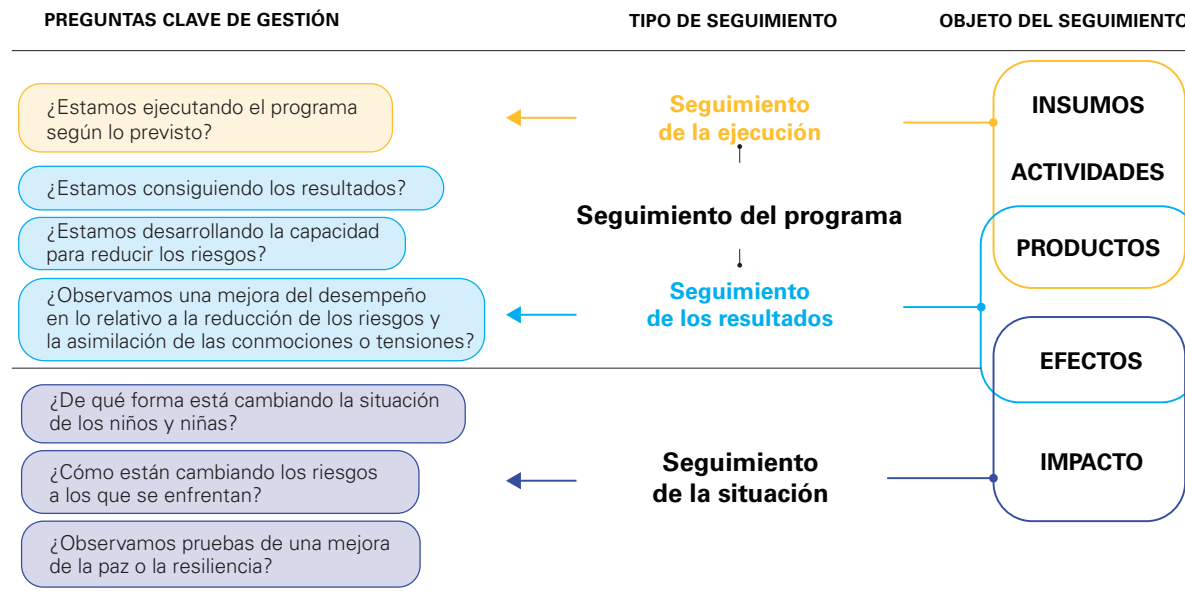 PREGUNTAS CLAVE DE GESTIÓN
TIPO DE SEGUIMIENTO
OBJETO DEL SEGUIMIENTO
¿Estamos ejecutando el programa
según lo previsto?
¿Estamos consiguiendo los resultados?
¿Estamos desarrollando la capacidad
para reducir los riesgos?
¿Observamos una mejora del desempeño
en lo relativo a la reducción de los riesgos y
la asimilación de las conmociones o tensiones?
¿De qué forma está cambiando la situación
de los niños y niñas?
¿Cómo están cambiando los riesgos
a los que se enfrentan?
¿Observamos pruebas de una mejora
de la paz o la resiliencia?
Seguimiento
de la ejecución
Seguimiento del programa
Seguimiento
de los resultados
Seguimiento
de la situación
INSUMOS
ACTIVIDADES
PRODUCTOS
EFECTOS
IMPACTO